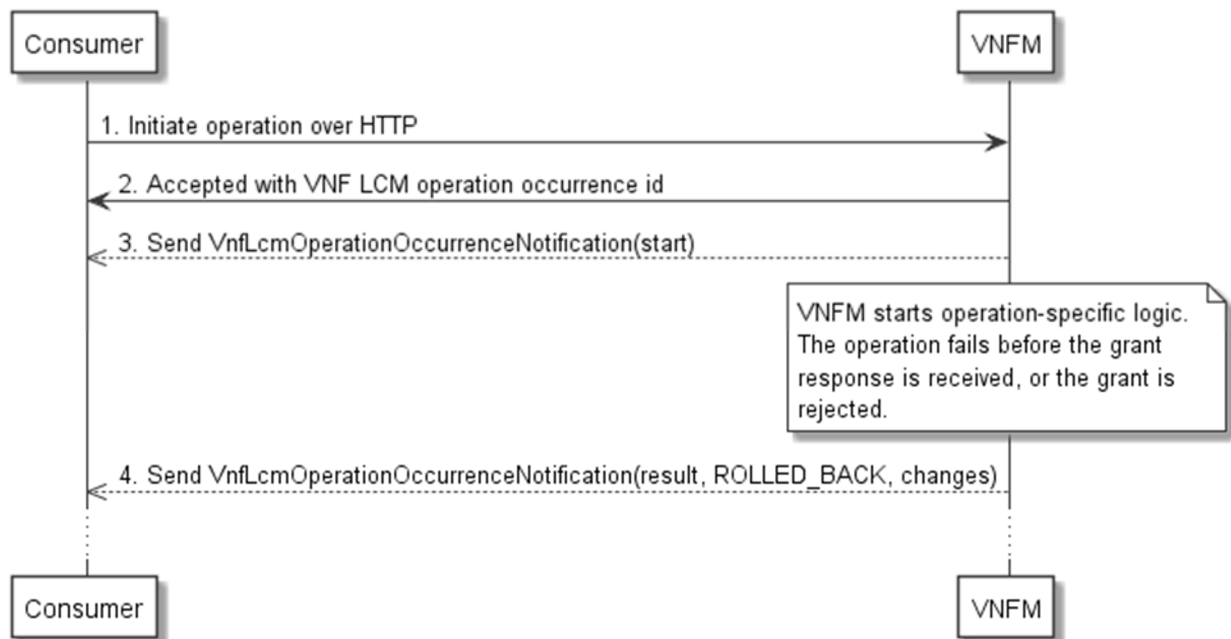 Consumer
VNFM
1. Initiate operation over HTTP
2. Accepted with VNF LCM operation occurrence id
3. Send VnfLcmOperationOccurrenceNotification(start)
VNFM starts operation-specific logic.
The operation fails before the grant
response is received, or the grant is
rejected.
4. Send VnfLcmOperationOccurrenceNotification(result, ROLLED_BACK, changes)
Consumer
VNFM